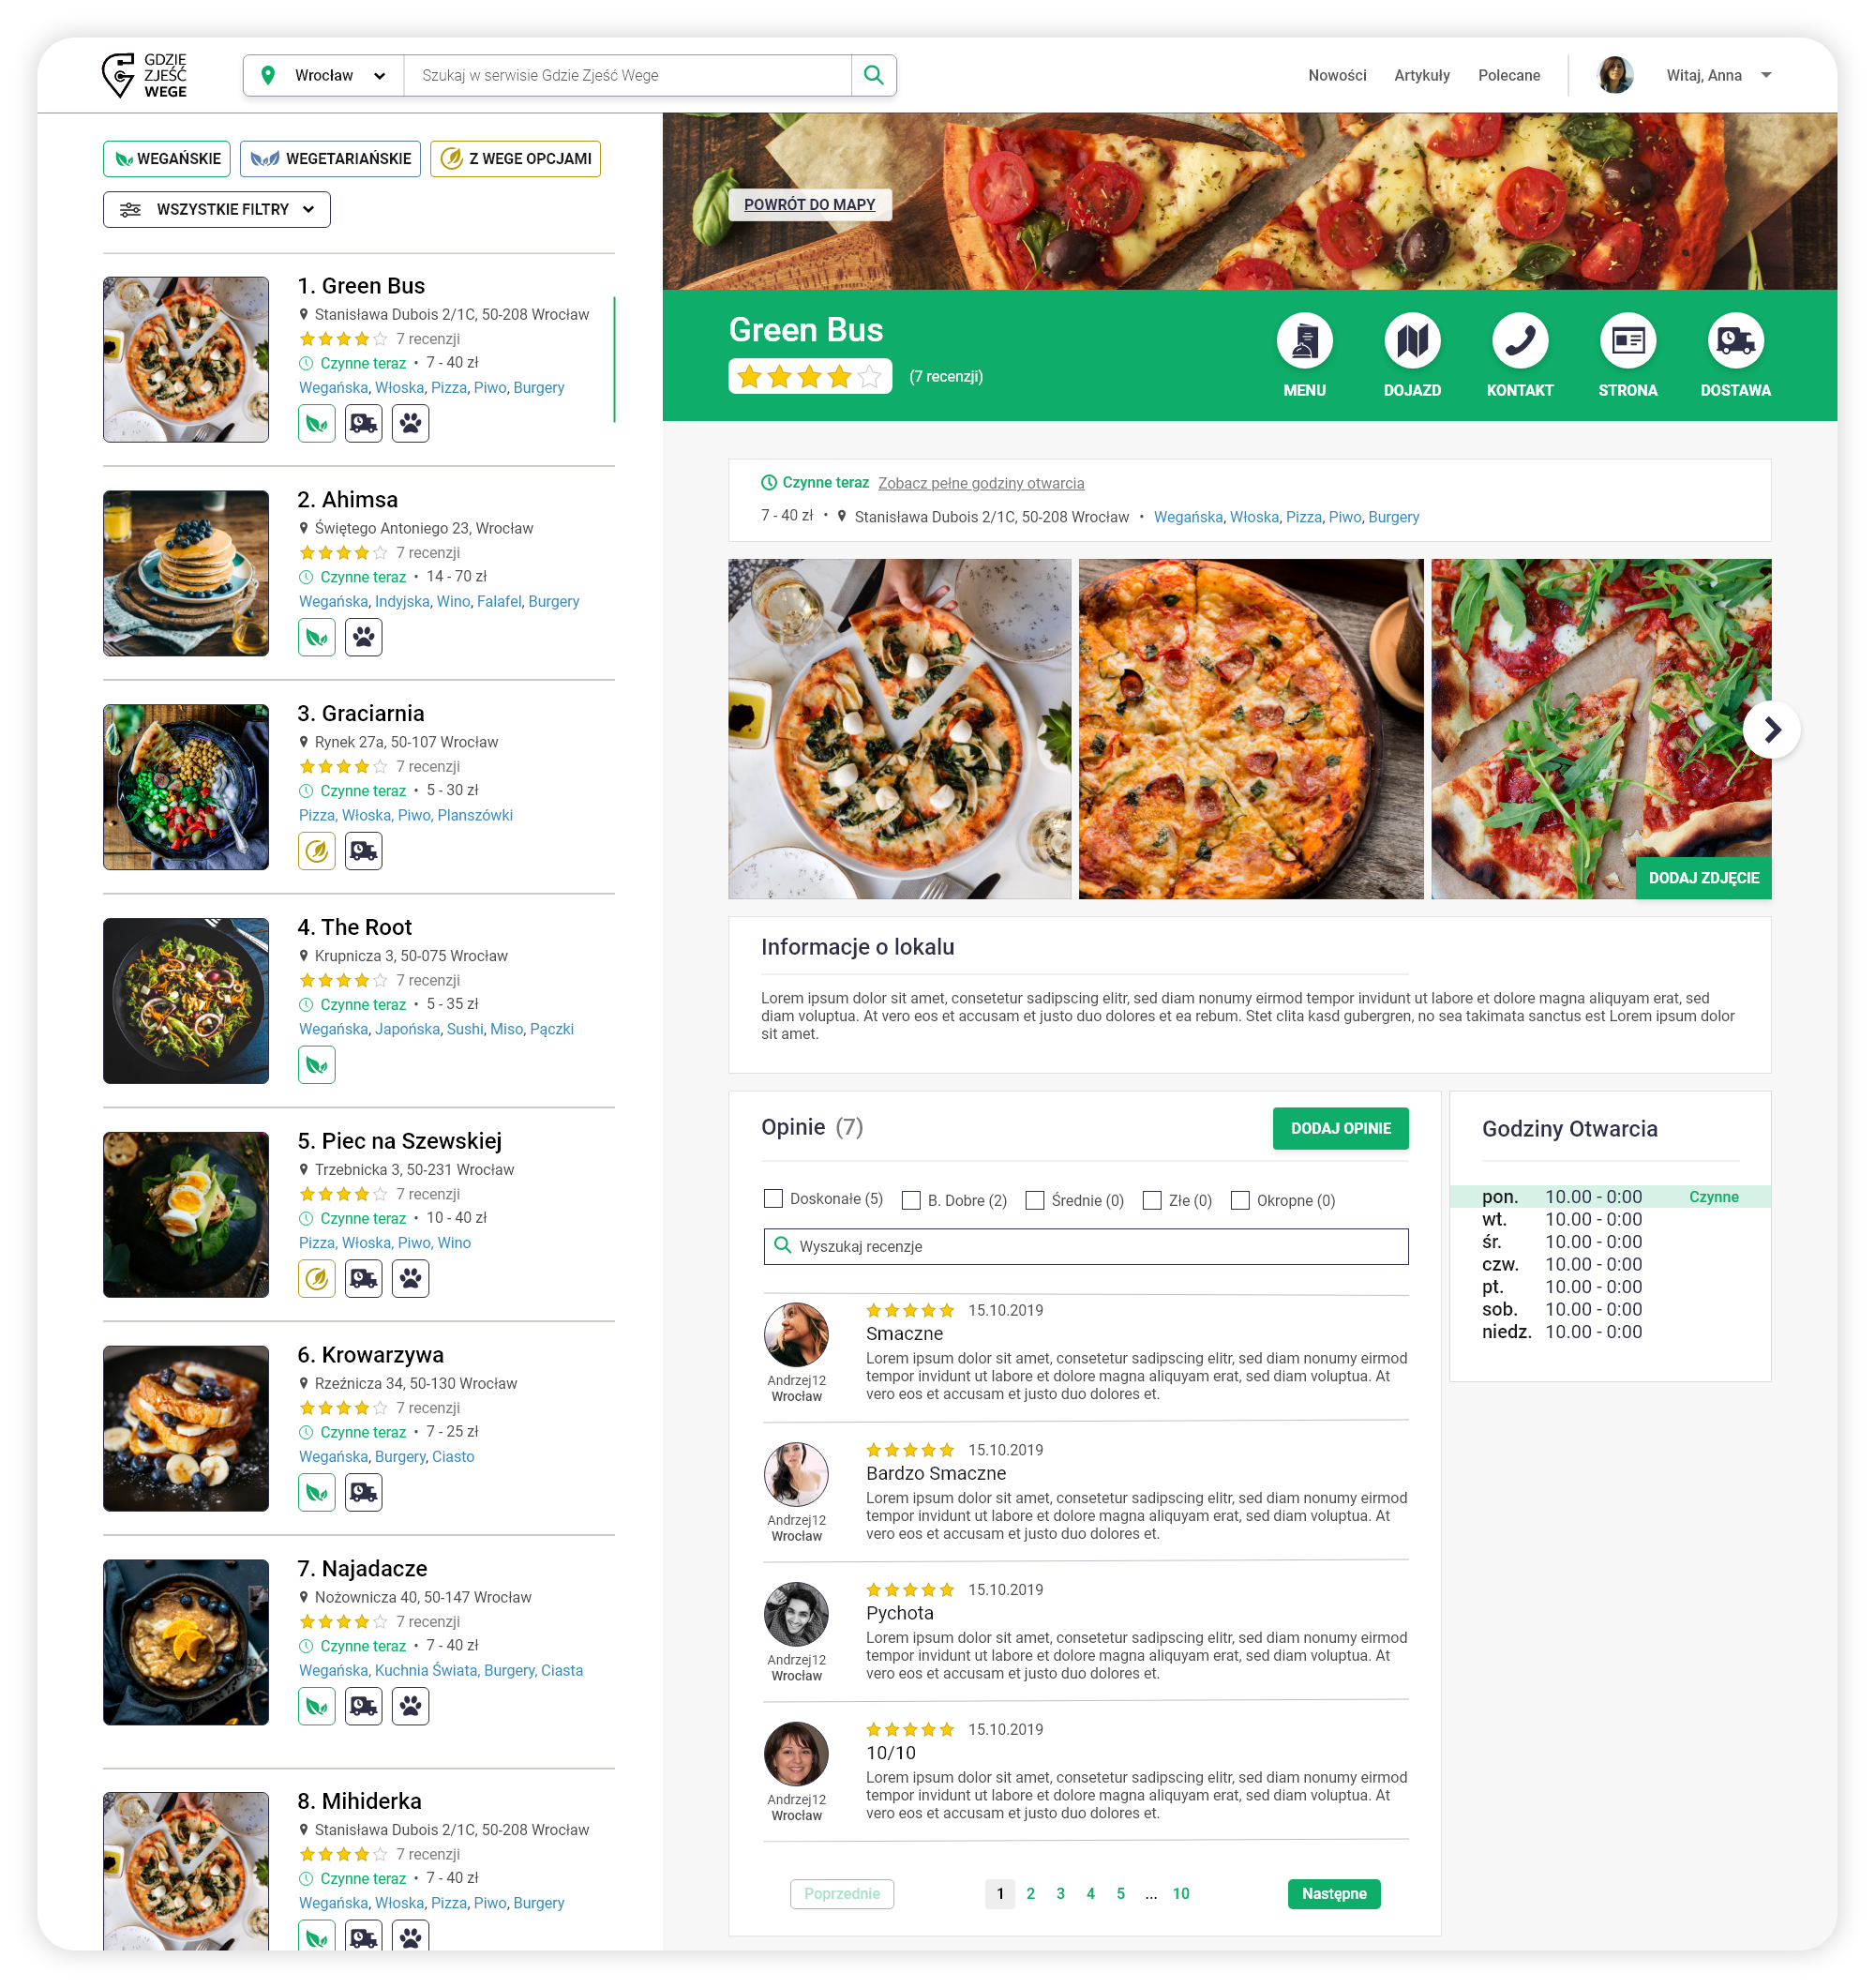 GDZIE
ZJEŚĆ
WEGE
Wrocław
Szukaj w serwisie Gdzie Zjeść Wege
Nowości Artykuły Polecane
Witaj, Anna
WEGAŃSKIE
WEGETARIAŃSKIE
Z WEGE OPCJAMI
WSZYSTKIE FILTRY
1. Green Bus
Stanisława Dubois 2/1C, 50-208 Wrocław
7 recenzji
Czynne teraz • 7 - 40 zł
Wegańska, Włoska, Pizza, Piwo, Burgery
2. Ahimsa
Świętego Antoniego 23, Wrocław
7 recenzji
Czynne teraz • 14 - 70 zł
Wegańska, Indyjska, Wino, Falafel, Burgery
3. Graciarnia
Rynek 27a, 50-107 Wrocław
7 recenzji
Czynne teraz • 5 - 30 zł
Pizza, Włoska, Piwo, Planszówki
4. The Root
Krupnicza 3, 50-075 Wrocław
7 recenzji
Czynne teraz • 5 - 35 zł
Wegańska, Japońska, Sushi, Miso, Pączki
5. Piec na Szewskiej
Trzebnicka 3, 50-231 Wrocław
7 recenzji
Czynne teraz • 10 - 40 zł
Pizza, Włoska, Piwo, Wino
6. Krowarzywa
Rzeźnicza 34, 50-130 Wrocław
7 recenzji
Czynne teraz • 7 - 25 zł
Wegańska, Burgery, Ciasto
7. Najadacze
Nożownicza 40, 50-147 Wrocław
7 recenzji
Czynne teraz • 7 - 40 zł
Wegańska, Kuchnia Świata, Burgery, Ciasta
8. Mihiderka
Stanisława Dubois 2/1C, 50-208 Wrocław
7 recenzji
Czynne teraz • 7 - 40 zł
Wegańska, Włoska, Pizza, Piwo, Burgery
POWRÓT DO MAPY
Green Bus
(7 recenzji)
MENU DOJAZD KONTAKT STRONA DOSTAWA
Czynne teraz Zobacz pełne godziny otwarcia
7 - 40 zł • Stanisława Dubois 2/1C, 50-208 Wrocław • Wegańska, Włoska, Pizza, Piwo, Burgery
DODAJ ZDJĘCIE
Informacje o lokalu
Lorem ipsum dolor sit amet, consetetur sadipscing elitr, sed diam nonumy eirmod tempor invidunt ut labore et dolore magna aliquyam erat, sed
diam voluptua. At vero eos et accusam et justo duo dolores et ea rebum. Stet clita kasd gubergren, no sea takimata sanctus est Lorem ipsum dolor
sit amet.
Opinie (7)
DODAJ OPINIE
Doskonałe (5) B. Dobre (2) Średnie (0) Złe (0) Okropne (0)
Wyszukaj recenzje
15.10.2019
Smaczne
Lorem ipsum dolor sit amet, consetetur sadipscing elitr, sed diam nonumy eirmod
tempor invidunt ut labore et dolore magna aliquyam erat, sed diam voluptua. At
vero eos et accusam et justo duo dolores et.
Andrzej12
Wrocław
15.10.2019
Bardzo Smaczne
Lorem ipsum dolor sit amet, consetetur sadipscing elitr, sed diam nonumy eirmod
tempor invidunt ut labore et dolore magna aliquyam erat, sed diam voluptua. At
vero eos et accusam et justo duo dolores et.
Andrzej12
Wrocław
15.10.2019
Pychota
Lorem ipsum dolor sit amet, consetetur sadipscing elitr, sed diam nonumy eirmod
tempor invidunt ut labore et dolore magna aliquyam erat, sed diam voluptua. At
vero eos et accusam et justo duo dolores et.
Andrzej12
Wrocław
15.10.2019
10/10
Lorem ipsum dolor sit amet, consetetur sadipscing elitr, sed diam nonumy eirmod
tempor invidunt ut labore et dolore magna aliquyam erat, sed diam voluptua. At
vero eos et accusam et justo duo dolores et.
Andrzej12
Wrocław
Poprzednie
1 2 3 4 5 ... 10
Następne
Godziny Otwarcia
pon. 10.00 - 0:00 Czynne
wt. 10.00 - 0:00
śr. 10.00 - 0:00
czw. 10.00 - 0:00
pt. 10.00 - 0:00
sob. 10.00 - 0:00
niedz. 10.00 - 0:00